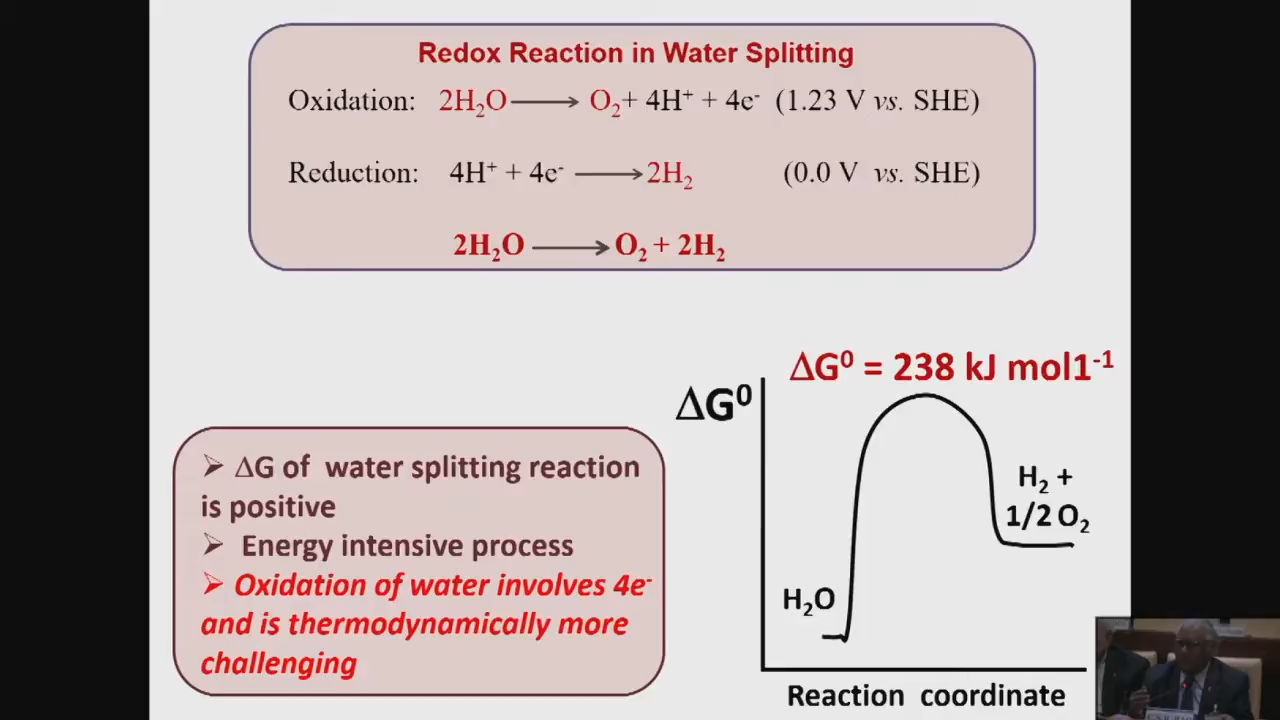 Redox Reaction in Water Splitting
Oxidation: 2H₂O ⟶ O₂+ 4H⁺ + 4e⁻ (1.23 V vs. SHE)
Reduction: 4H⁺ + 4e⁻ ⟶ 2H₂ (0.0 V vs. SHE)
2H₂O ⟶ O₂ + 2H₂
ΔG⁰ = 238 kJ mol1⁻¹
ΔG⁰
H₂ +
1/2 O₂
H₂O
Reaction coordinate
➢ ΔG of water splitting reaction
is positive
➢ Energy intensive process
➢ Oxidation of water involves 4e⁻
and is thermodynamically more
challenging